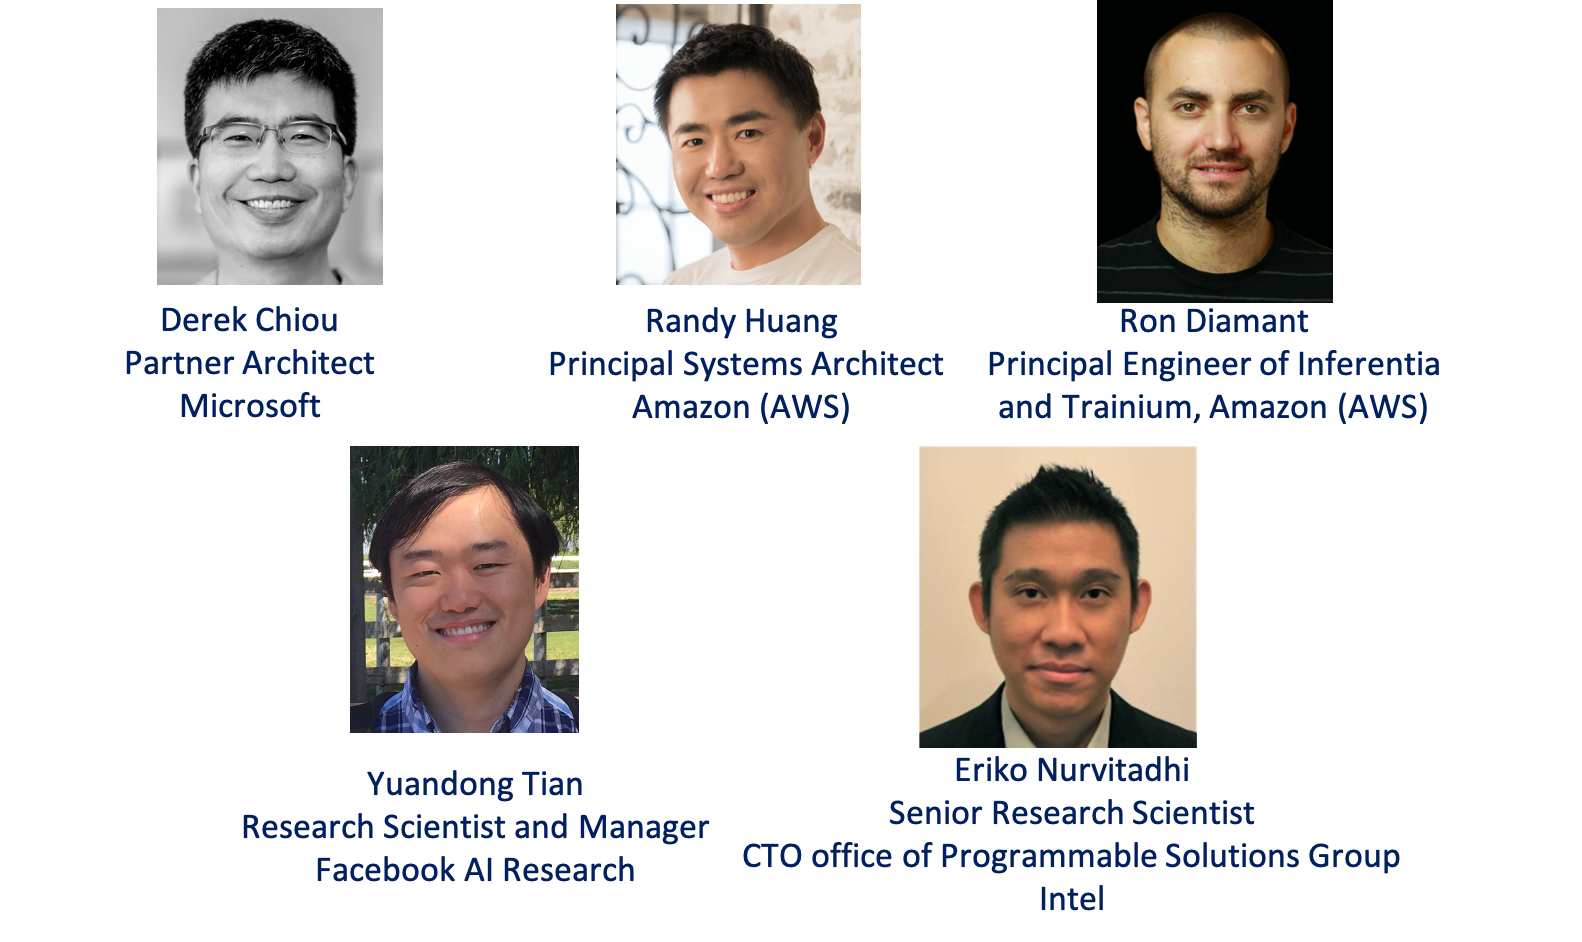 Derek Chiou
Partner Architect
Microsoft
Randy Huang
Principal Systems Architect
Amazon (AWS)
Ron Diamant
Principal Engineer of Inferentia
and Trainium, Amazon (AWS)
Yuandong Tian
Research Scientist and Manager
Facebook AI Research
Eriko Nurvitadhi
Senior Research Scientist
CTO office of Programmable Solutions Group
Intel